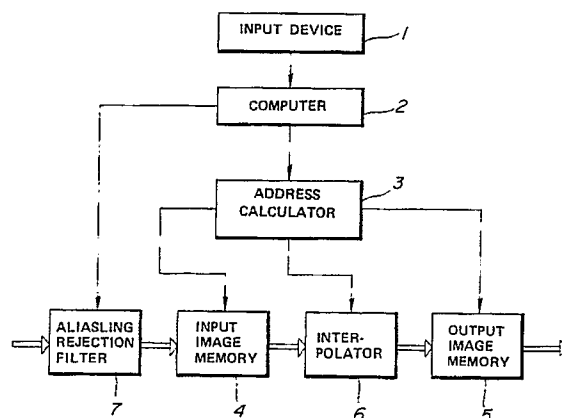 INPUT DEVICE
1
COMPUTER
2
ADDRESS
CALCULATOR
3
ALIASLING
REJECTION
FILTER
INPUT
IMAGE
MEMORY
INTER-
POLATOR
OUTPUT
IMAGE
MEMORY
7
4
6
5